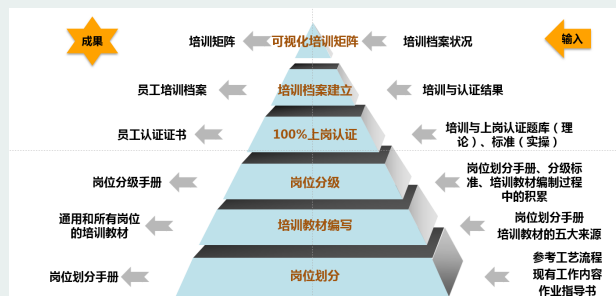 成果
输入
培训矩阵
可视化培训矩阵
培训档案状况
员工培训档案
培训档案建立
培训与认证结果
员工认证证书
100%上岗认证
培训与上岗认证题库（理
论）、标准（实操）
岗位分级手册
岗位分级
岗位划分手册、分级标
准、培训教材编制过程
中的积累
通用和所有岗位
的培训教材
培训教材编写
岗位划分手册
培训教材的五大来源
岗位划分手册
岗位划分
参考工艺流程
现有工作内容
作业指导书